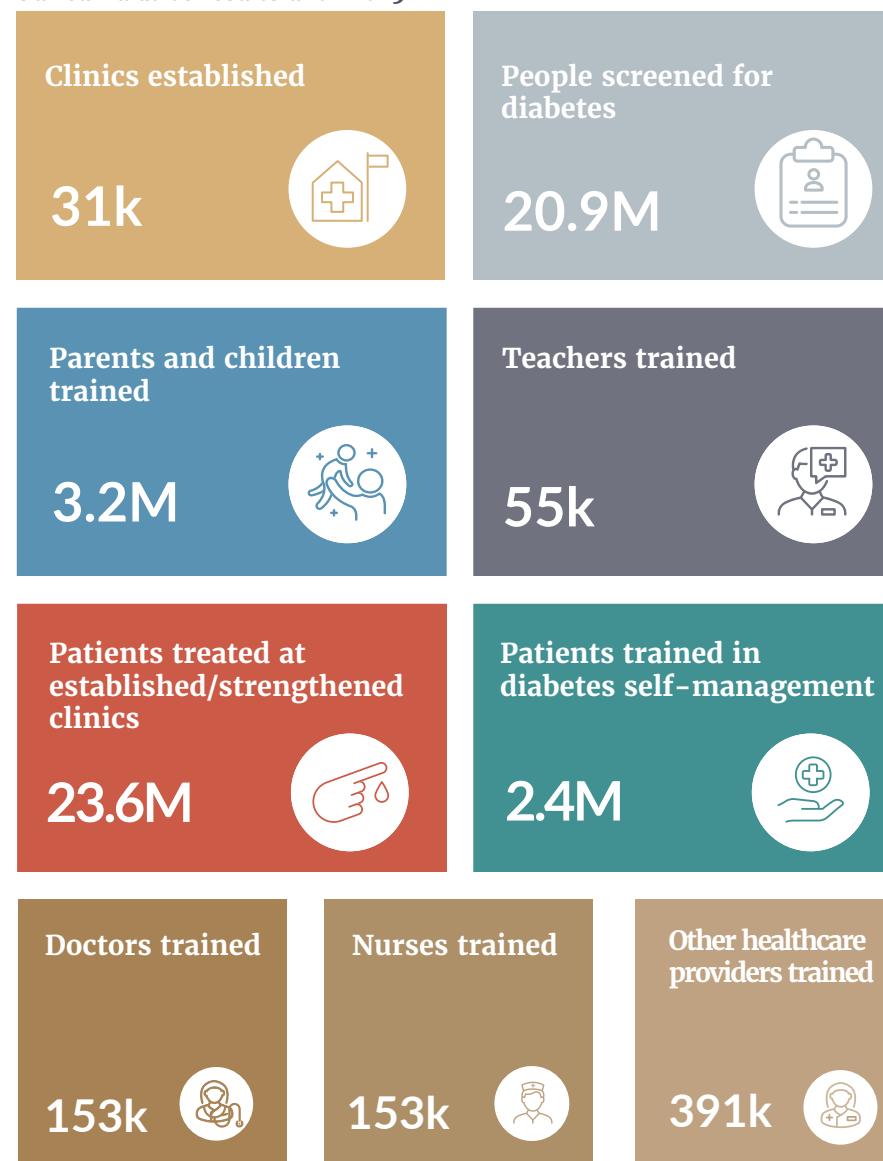 Clinics established
31k
People screened for
diabetes
20.9M
Parents and children
trained
3.2M
Teachers trained
55k
Patients treated at
established/strengthened
clinics
23.6M
Patients trained in
diabetes self-management
2.4M
Doctors trained
153k
Nurses trained
153k
Other healthcare
providers trained
391k